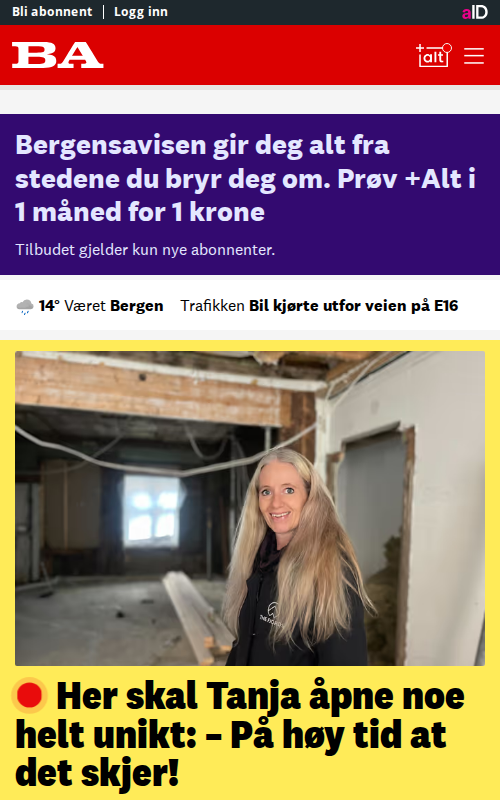 Bli abonnent | Logg inn
aID
BA
+alt
Bergensavisen gir deg alt fra
stedene du bryr deg om. Prøv +Alt i
1 måned for 1 krone
Tilbudet gjelder kun nye abonnenter.
14° Været Bergen Trafikken Bil kjørte utfor veien på E16
Her skal Tanja åpne noe
helt unikt: – På høy tid at
det skjer!